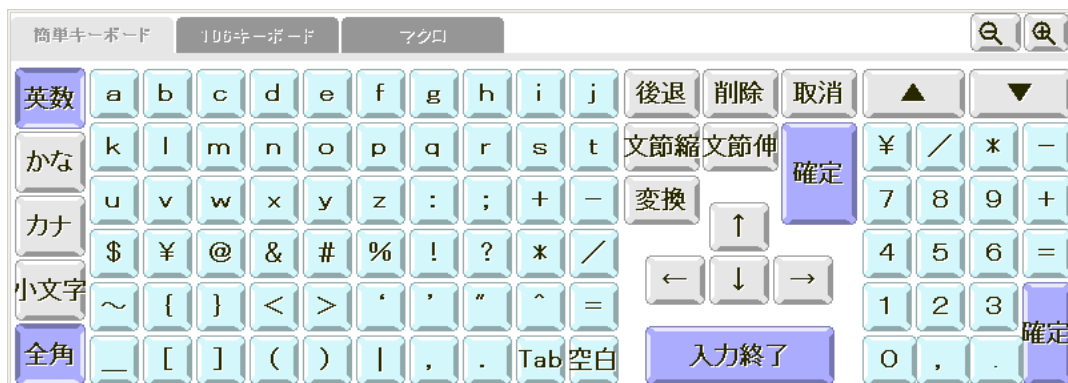 簡単キーボード 106キーボード マクロ
英数 a b c d e f g h i j 後退 削除 取消 ▲ ▼
かな k l m n o p q r s t 文節縮 文節伸 確定 ¥ / * −
カナ u v w x y z : ; + − 変換 ↑ 7 8 9 +
$ ¥ @ & # % ! ? * / ← ↓ → 4 5 6 =
小文字 ~ { } < > ‘ ’ " ^ = 1 2 3 確定
全角 _ [ ] ( ) | , . Tab 空白 入力終了 0 , .